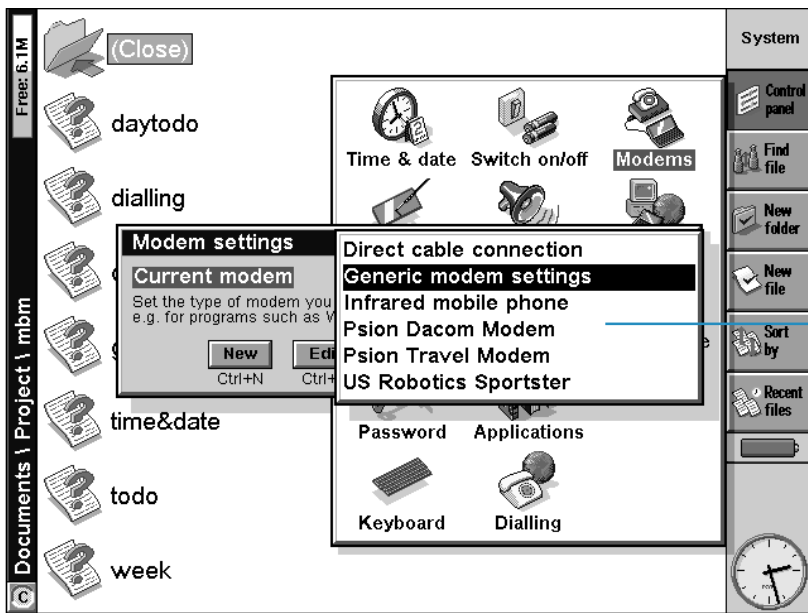 Free: 6.1M
Documents \ Project \ mbm
C
(Close)
daytodo
dialling
time&date
todo
week
Time & date
Switch on/off
Modems
Modem settings
Current modem
Set the type of modem you
e.g. for programs such as
New
Ctrl+N
Direct cable connection
Generic modem settings
Infrared mobile phone
Psion Dacom Modem
Psion Travel Modem
US Robotics Sportster
Password
Applications
Keyboard
Dialling
System
Control panel
Find file
New folder
New file
Sort by
Recent files